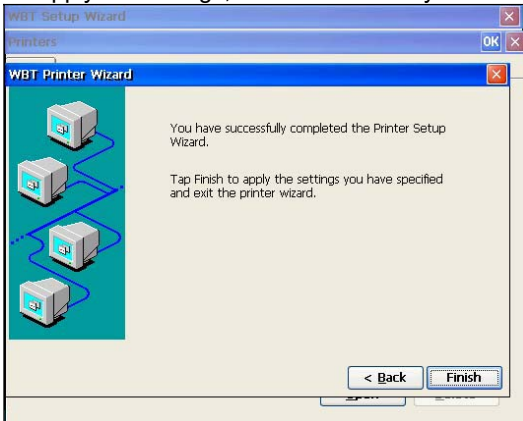 WBT Setup Wizard
Printers
OK
WBT Printer Wizard
You have successfully completed the Printer Setup
Wizard.
Tap Finish to apply the settings you have specified
and exit the printer wizard.
< Back
Finish